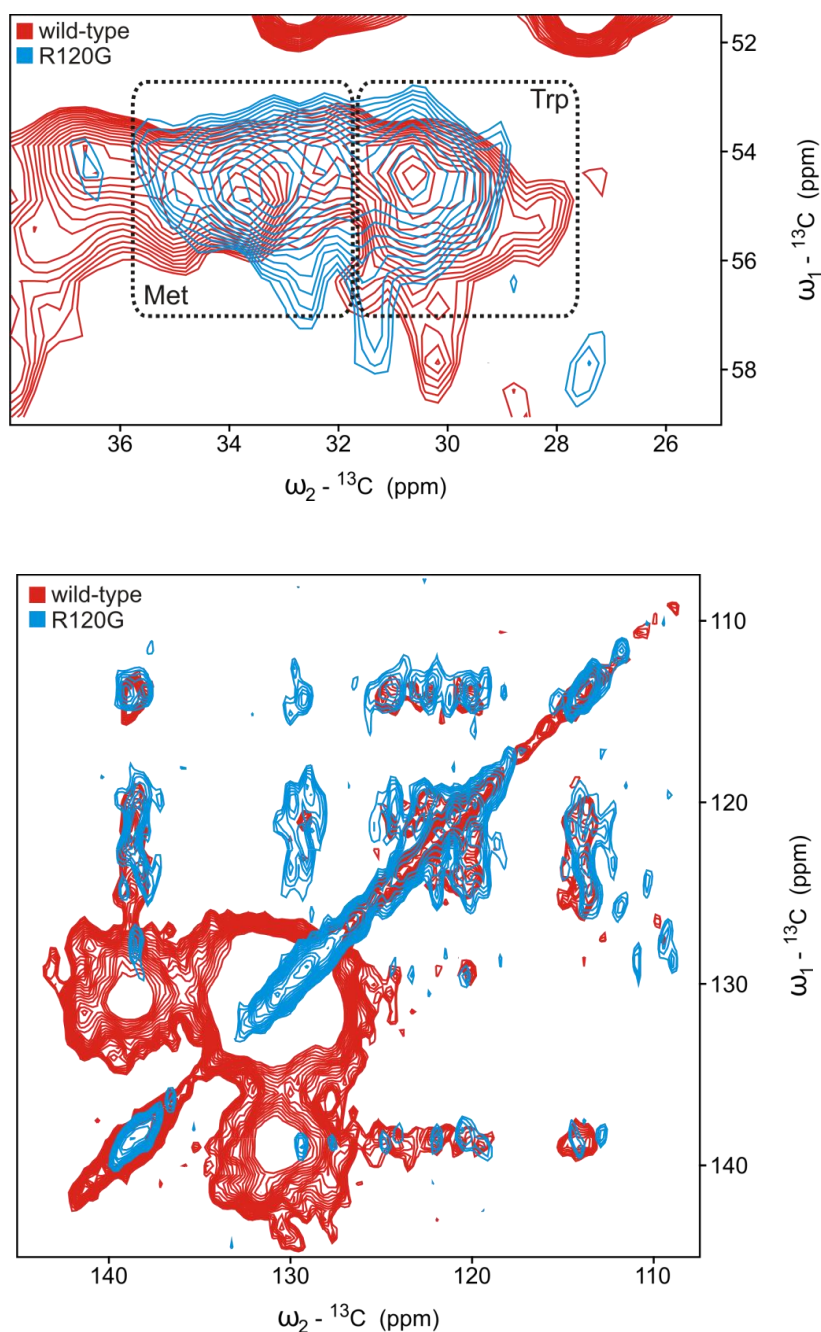 wild-type
R120G
Trp
Met
52
54
56
58
ω1 - 13C (ppm)
36
34
32
30
28
26
ω2 - 13C (ppm)
wild-type
R120G
110
120
130
140
ω1 - 13C (ppm)
140
130
120
110
ω2 - 13C (ppm)